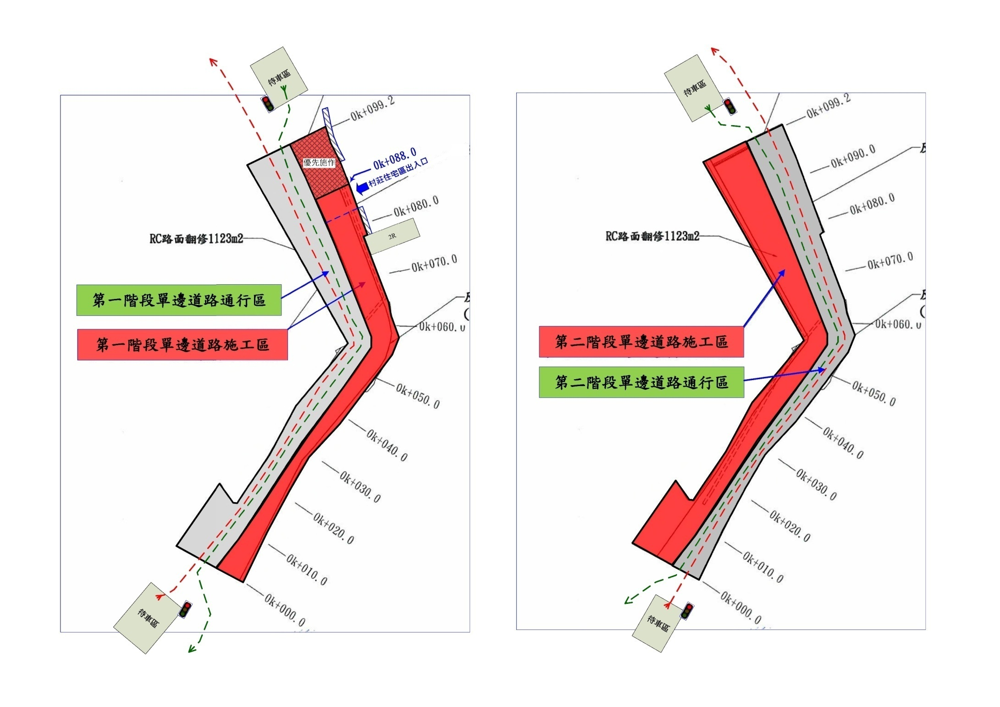 待車區
0k+099.2
優先施作
0k+088.0
村莊住宅區出入口
0k+080.0
2R
RC路面翻修1123m2
0k+070.0
第一階段單邊道路通行區
0k+060.0
第一階段單邊道路施工區
0k+050.0
0k+040.0
0k+030.0
0k+020.0
0k+010.0
0k+000.0
待車區
待車區
0k+099.2
0k+090.0
0k+080.0
RC路面翻修1123m2
0k+070.0
0k+060.0
第二階段單邊道路施工區
第二階段單邊道路通行區
0k+050.0
0k+040.0
0k+030.0
0k+020.0
0k+010.0
0k+000.0
待車區